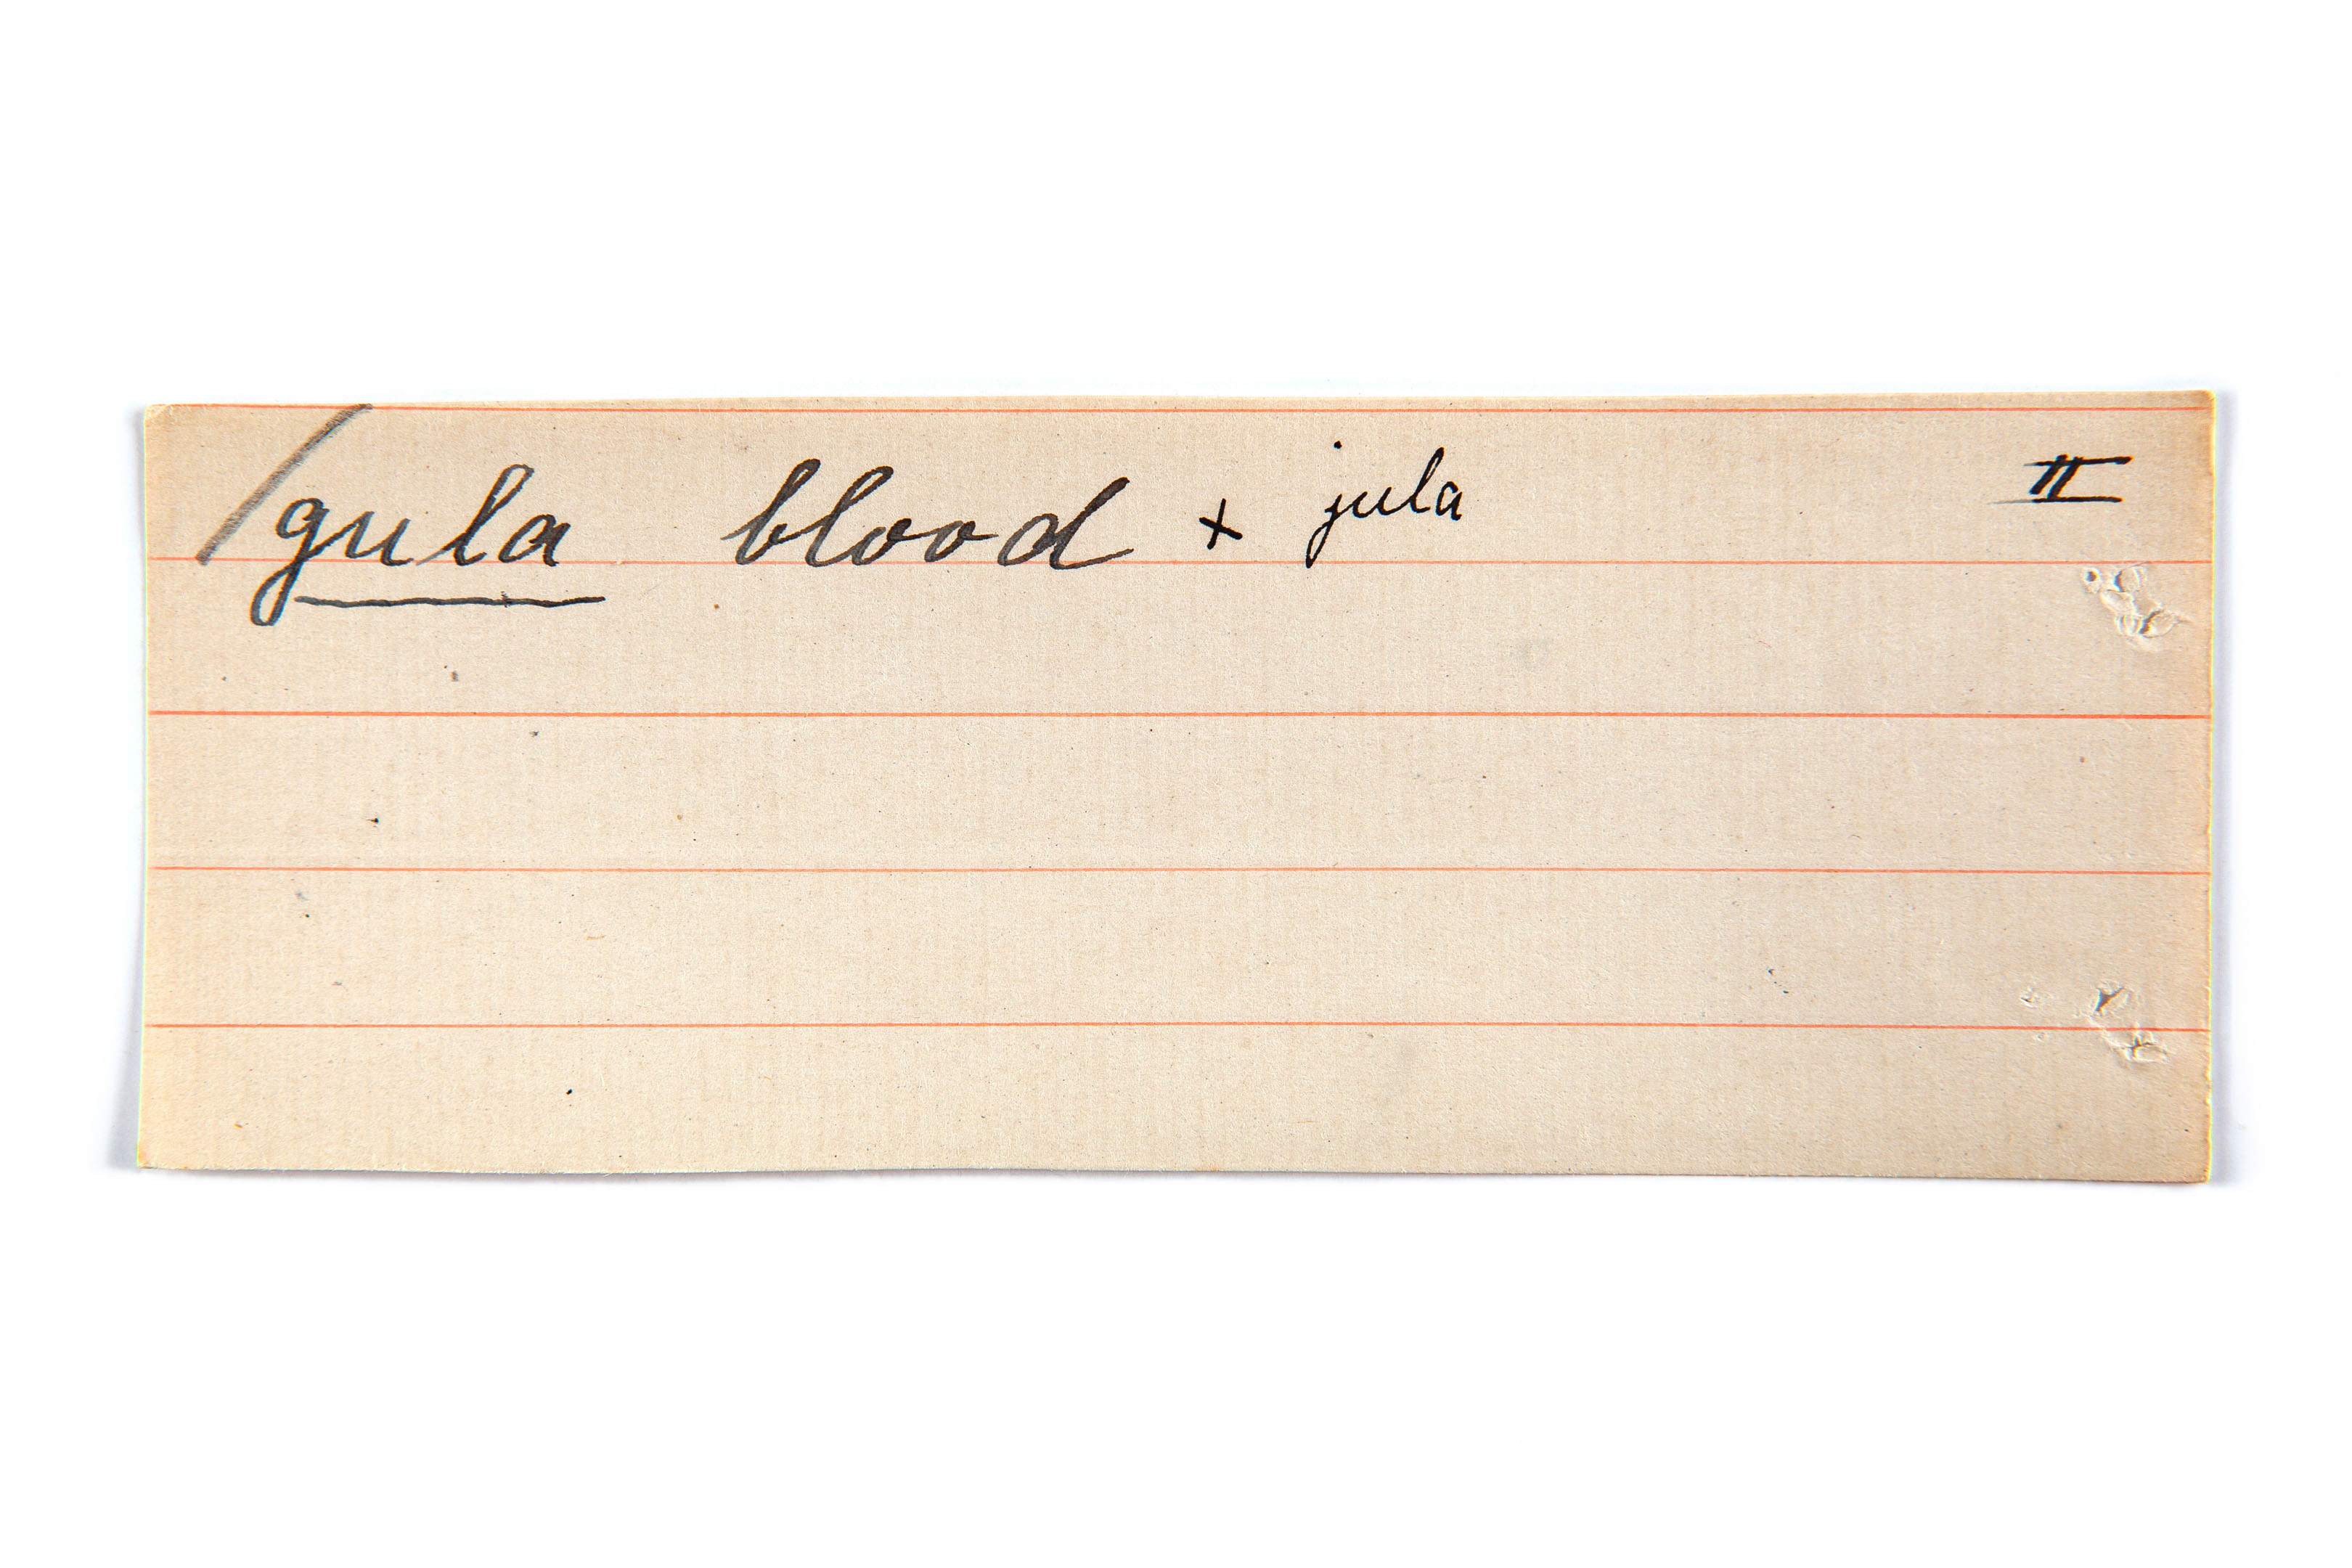 /gula blood + jula II